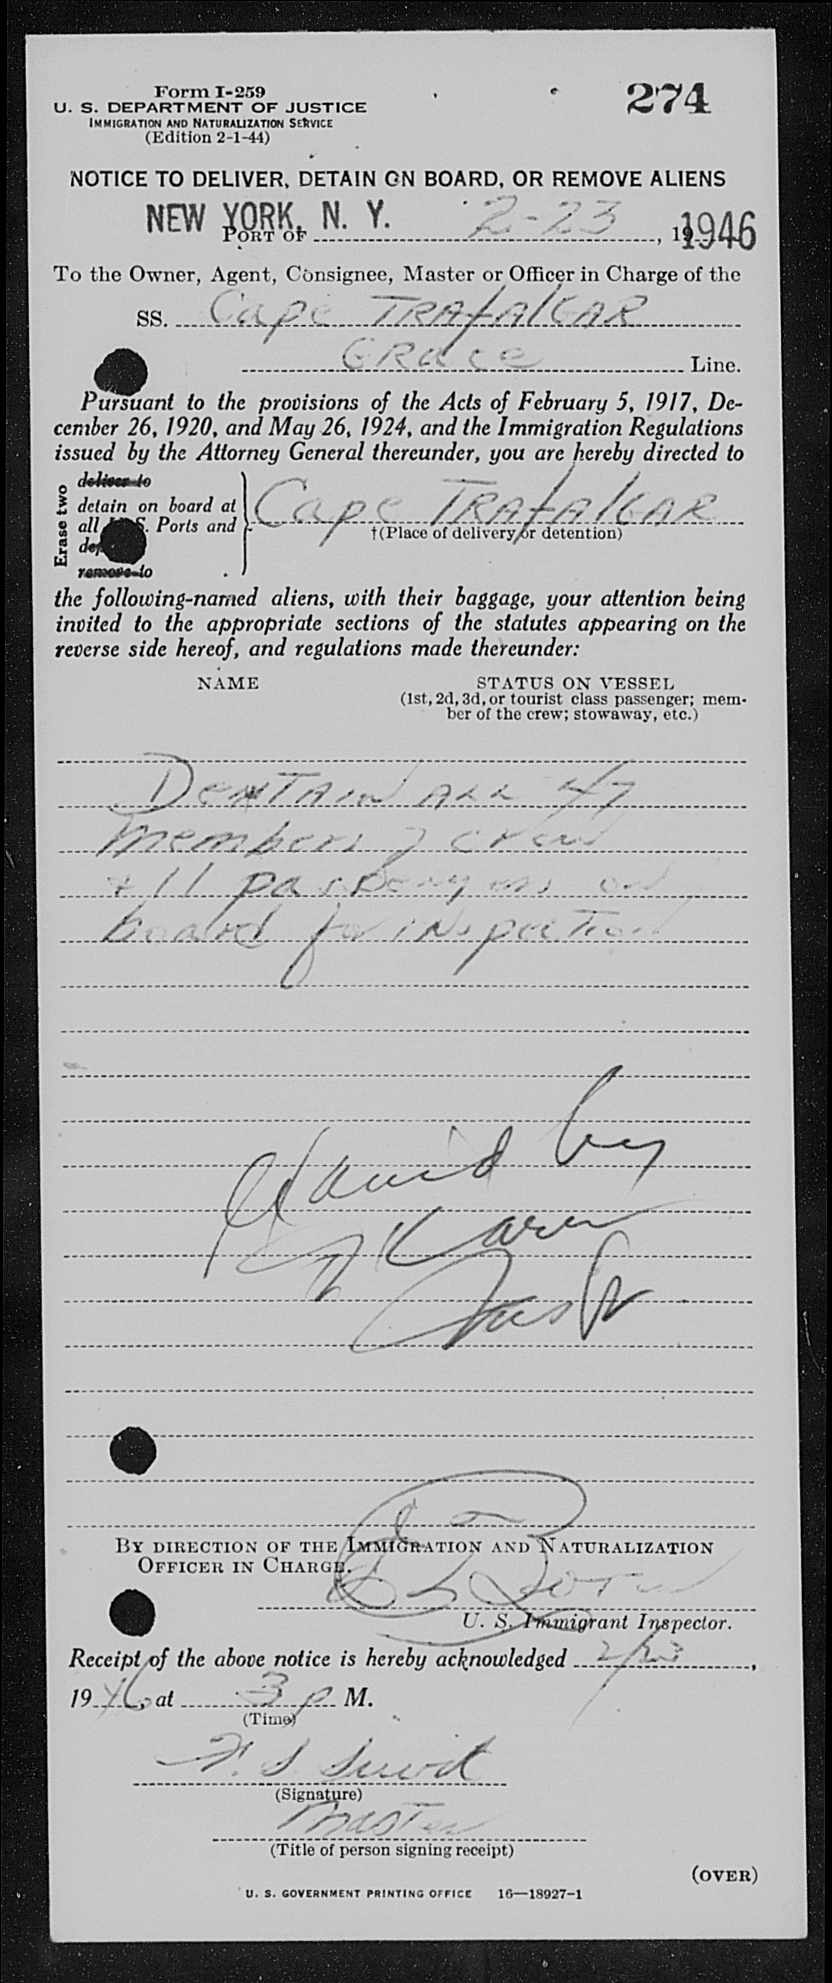 Form I-259
274
U. S. DEPARTMENT OF JUSTICE
IMMIGRATION AND NATURALIZATION SERVICE
(Edition 2-1-44)
NOTICE TO DELIVER, DETAIN ON BOARD, OR REMOVE ALIENS
NEW YORK, N. Y.
PORT OF 2-23, 19 1946
To the Owner, Agent, Consignee, Master or Officer in Charge of the
SS. Cape TRAfAlGAR
GRace Line.
Pursuant to the provisions of the Acts of February 5, 1917, De-
cember 26, 1920, and May 26, 1924, and the Immigration Regulations
issued by the Attorney General thereunder, you are hereby directed to
Erase two
deliver to
detain on board at
all U. S. Ports and
remove to
Cape TRAfAlGAR
†(Place of delivery or detention)
the following-named aliens, with their baggage, your attention being
invited to the appropriate sections of the statutes appearing on the
reverse side hereof, and regulations made thereunder:
NAME
STATUS ON VESSEL
(1st, 2d, 3d, or tourist class passenger; mem-
ber of the crew; stowaway, etc.)
DeTAin ALL 47
members of crew
+ 11 passengers on
board for inspection
by
BY DIRECTION OF THE IMMIGRATION AND NATURALIZATION
OFFICER IN CHARGE.
U. S. Immigrant Inspector.
Receipt of the above notice is hereby acknowledged 2/23,
1946, at 3 P. M.
(Time)
(Signature)
master
(Title of person signing receipt)
(OVER)
U. S. GOVERNMENT PRINTING OFFICE 16—18927-1